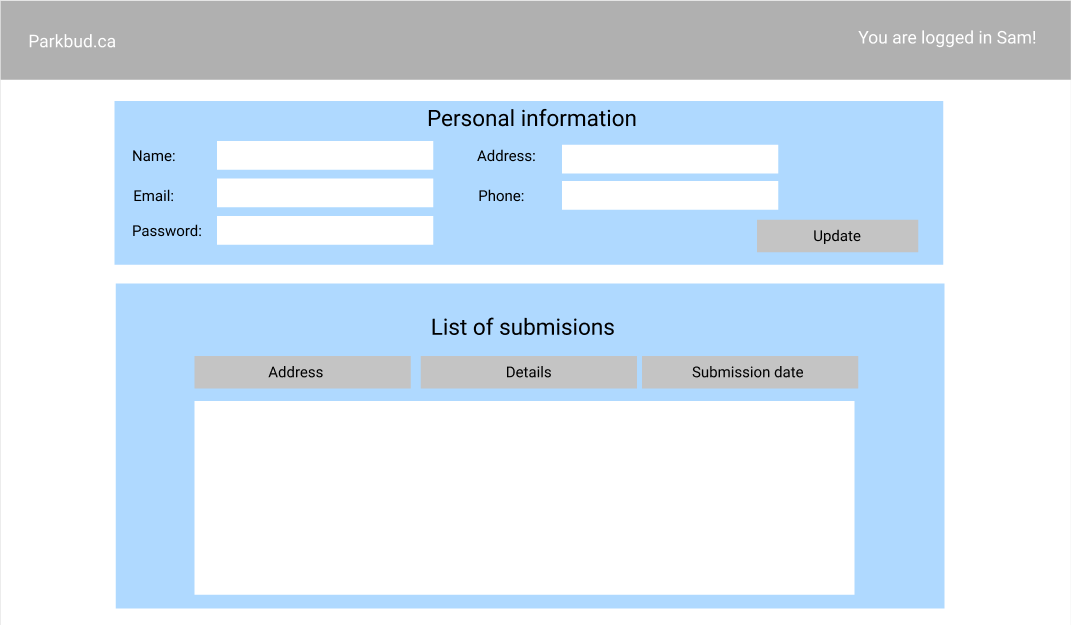 Parkbud.ca
You are logged in Sam!
Personal information
Name:
Address:
Email:
Phone:
Password:
Update
List of submisions
Address
Details
Submission date